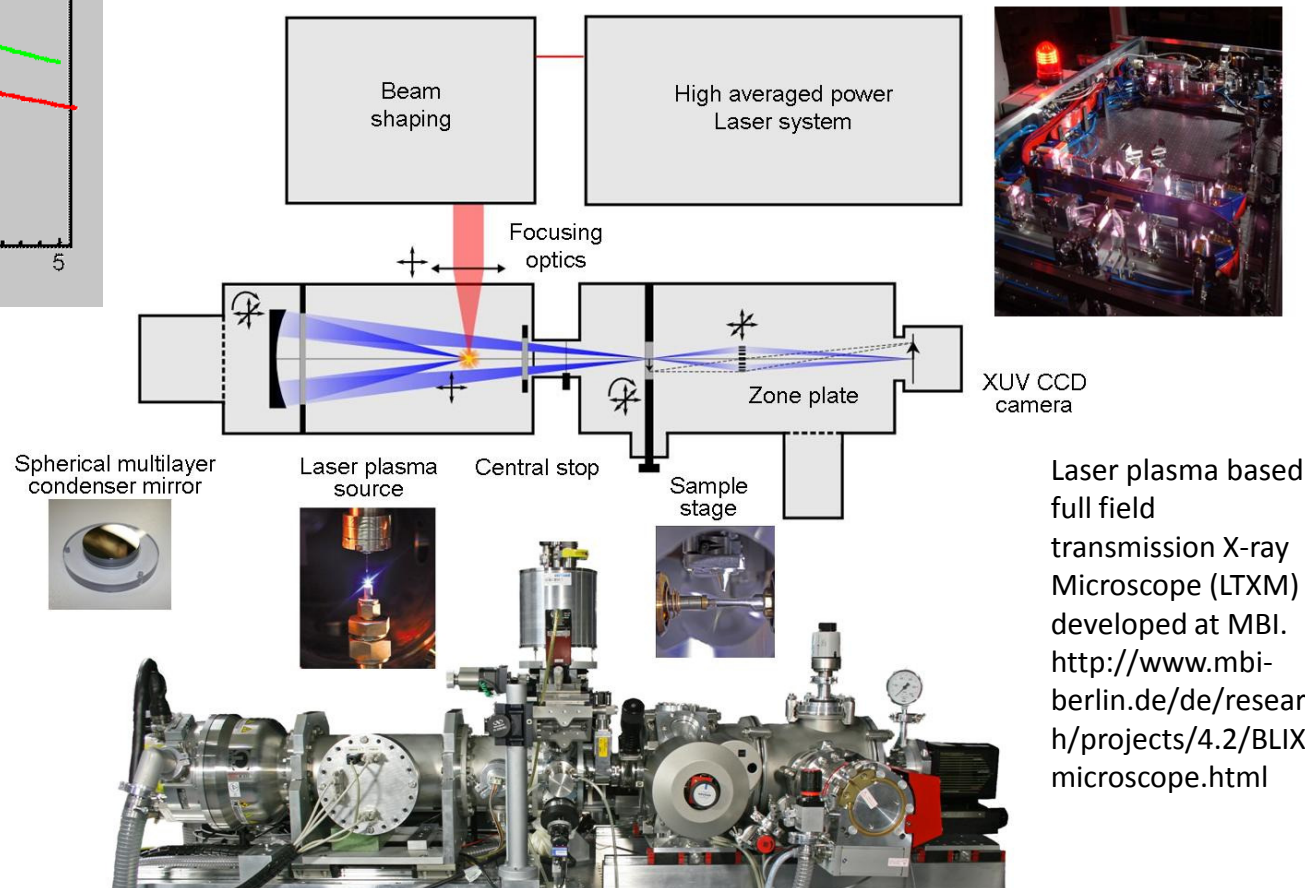 Beam
shaping
High averaged power
Laser system
5
Focusing
optics
Zone plate
XUV CCD
camera
Spherical multilayer
condenser mirror
Laser plasma
source
Central stop
Sample
stage
Laser plasma based
full field
transmission X-ray
Microscope (LTXM)
developed at MBI.
http://www.mbi-
berlin.de/de/resear
h/projects/4.2/BLIX
microscope.html